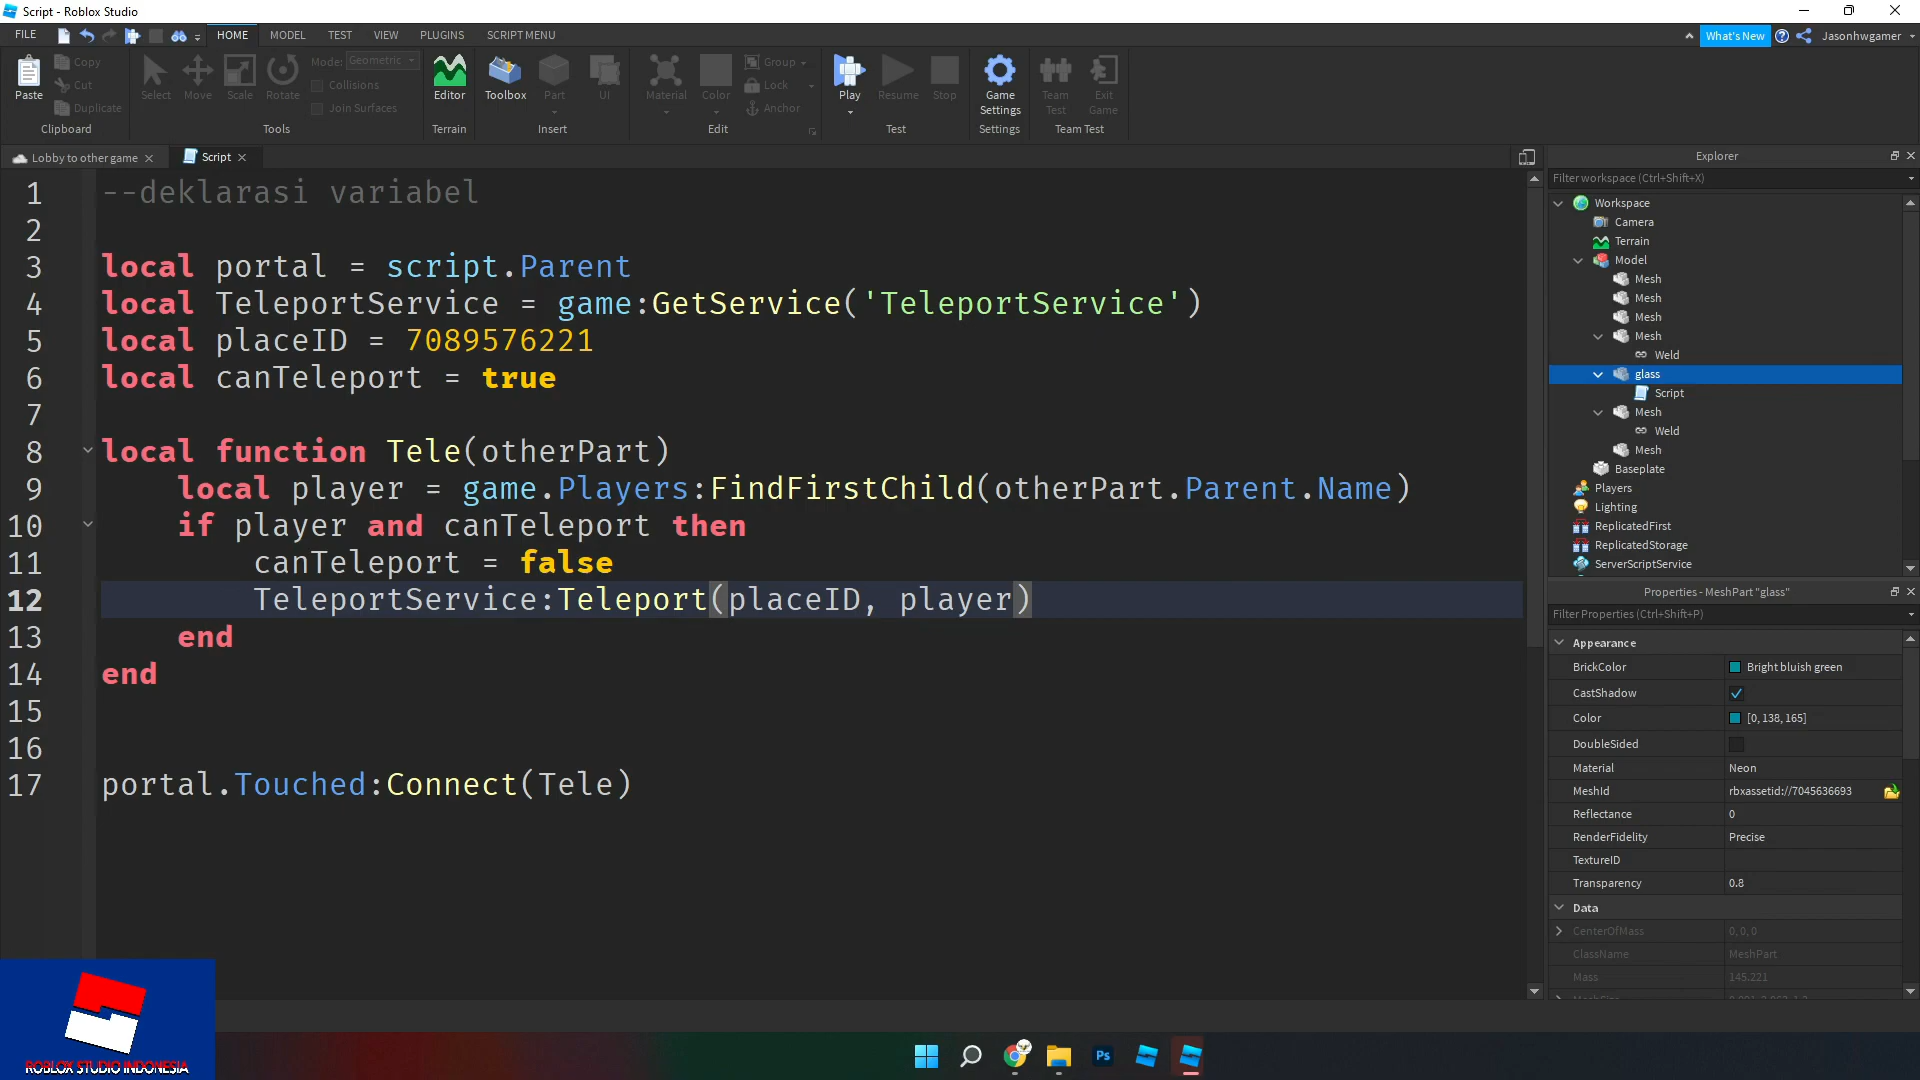 Script - Roblox Studio
FILE HOME MODEL TEST VIEW PLUGINS SCRIPT MENU What's New Jasonhwgamer
Paste Copy Cut Duplicate Clipboard
Select Move Scale Rotate Mode: Geometric Collisions Join Surfaces Tools
Editor Terrain
Toolbox Part UI Insert
Material Color Group Lock Anchor Edit
Play Resume Stop Test
Game Settings Settings
Team Test Exit Game Team Test
Lobby to other game Script
1 --deklarasi variabel
2
3 local portal = script.Parent
4 local TeleportService = game:GetService('TeleportService')
5 local placeID = 7089576221
6 local canTeleport = true
7
8 local function Tele(otherPart)
9 local player = game.Players:FindFirstChild(otherPart.Parent.Name)
10 if player and canTeleport then
11 canTeleport = false
12 TeleportService:Teleport(placeID, player)
13 end
14 end
15
16
17 portal.Touched:Connect(Tele)
Explorer
Filter workspace (Ctrl+Shift+X)
Workspace
Camera
Terrain
Model
Mesh
Mesh
Mesh
Mesh
Weld
glass
Script
Mesh
Weld
Mesh
Baseplate
Players
Lighting
ReplicatedFirst
ReplicatedStorage
ServerScriptService
Properties - MeshPart "glass"
Filter Properties (Ctrl+Shift+P)
Appearance
BrickColor Bright bluish green
CastShadow
Color [0, 138, 165]
DoubleSided
Material Neon
MeshId rbxassetid://7045636693
Reflectance 0
RenderFidelity Precise
TextureID
Transparency 0.8
Data
CenterOfMass 0, 0, 0
ClassName MeshPart
Mass 145.221
ROBLOX STUDIO INDONESIA
Ps